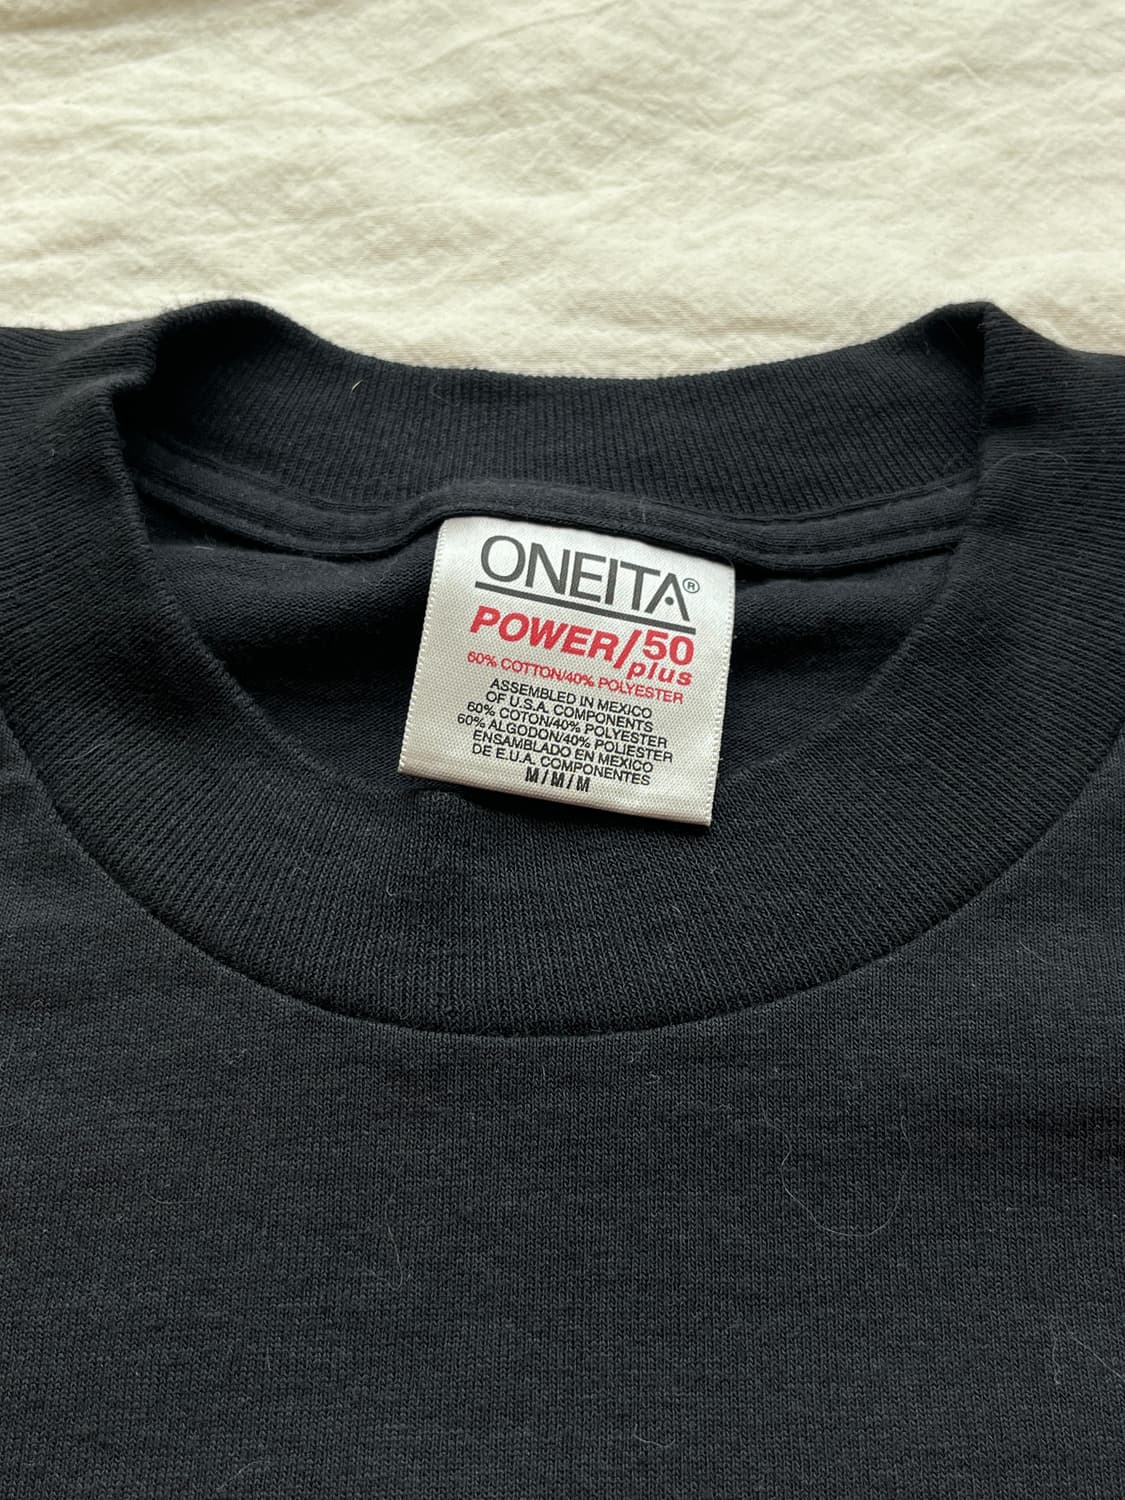 ONEITA®
POWER/50
plus
60% COTTON/40% POLYESTER
ASSEMBLED IN MEXICO
OF U.S.A. COMPONENTS
60% COTON/40% POLYESTER
60% ALGODON/40% POLIESTER
ENSAMBLADO EN MEXICO
DE E.U.A. COMPONENTES
M/M/M